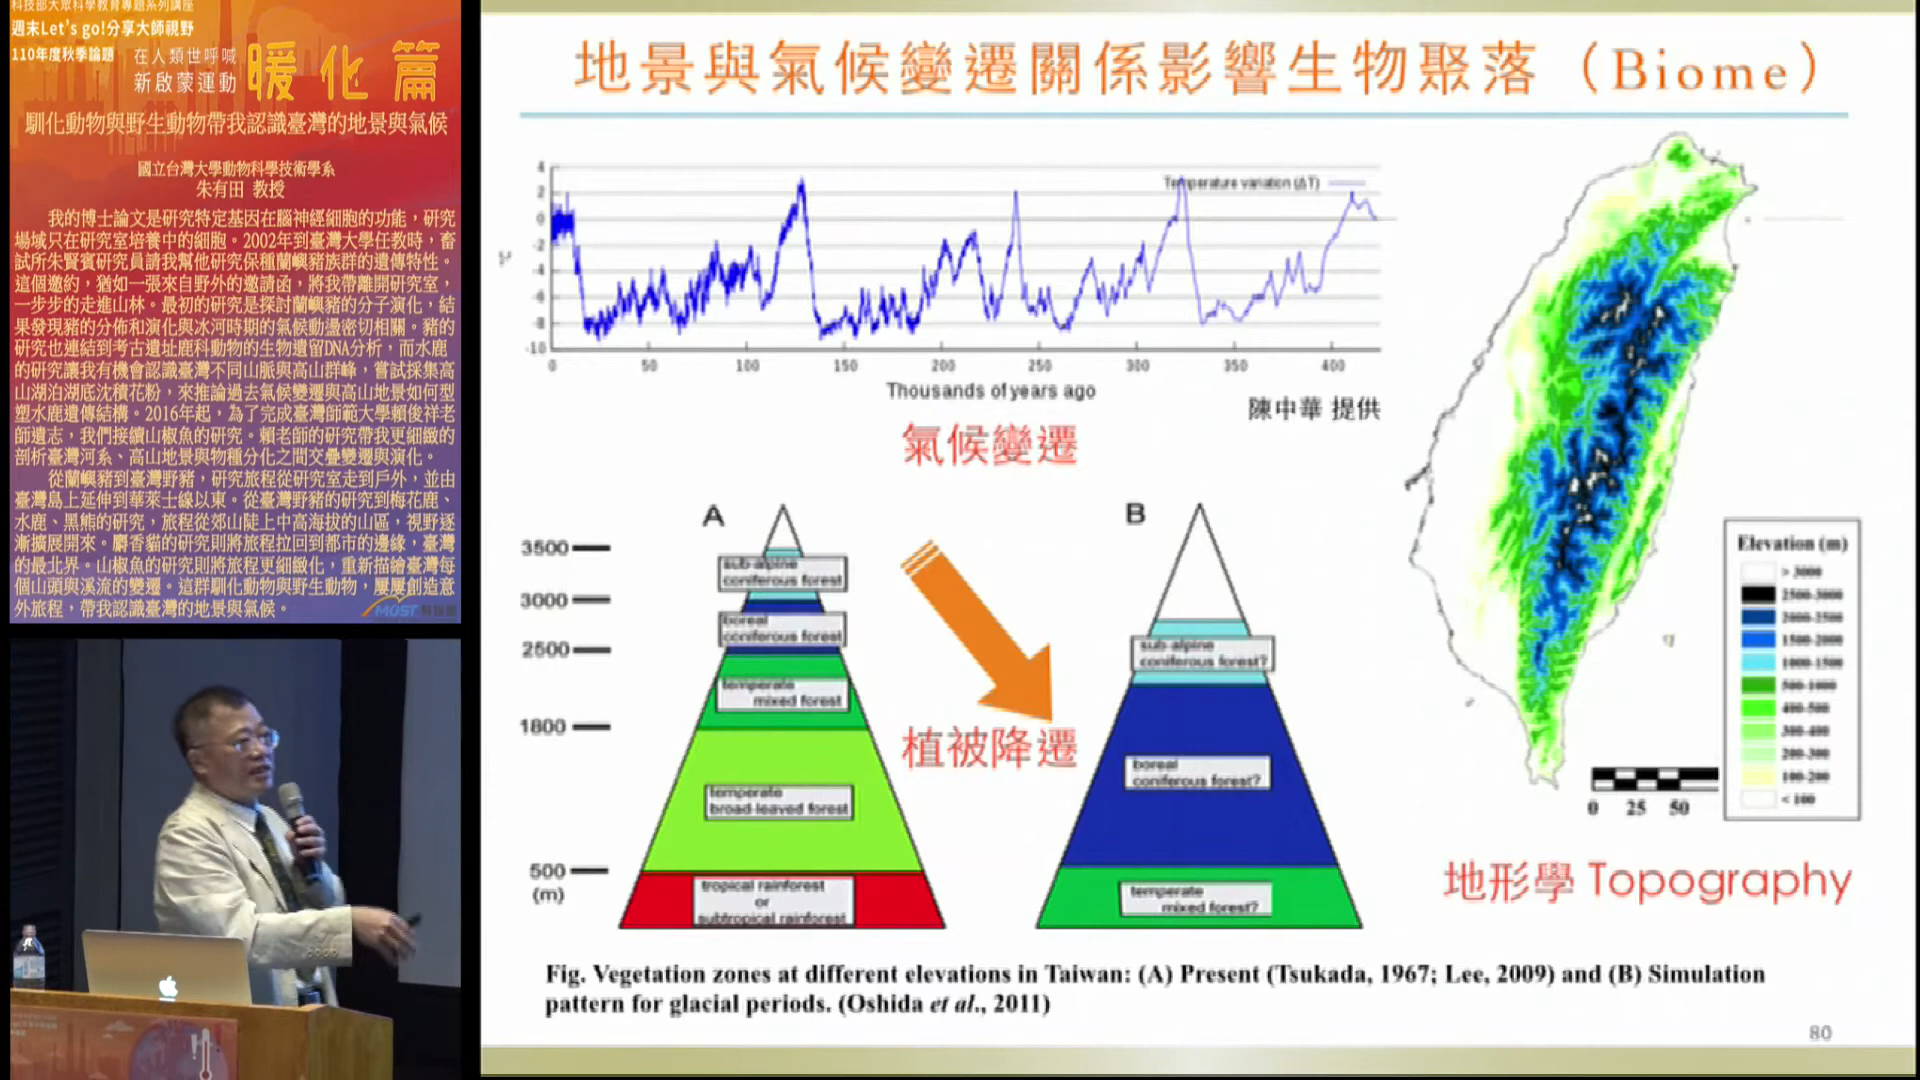 科技部大眾科學教育專題系列講座
週末Let's go!分享大師視野
110年度秋季論題
在人類世呼喊
新啟蒙運動
暖化篇
馴化動物與野生動物帶我認識臺灣的地景與氣候
國立台灣大學動物科學技術學系
朱有田 教授
我的博士論文是研究特定基因在腦神經細胞的功能，研究
場域只在研究室培養中的細胞。2002年到臺灣大學任教時，畜
試所朱賢賓研究員請我幫他研究保種蘭嶼豬族群的遺傳特性。
這個邀約，猶如一張來自野外的邀請函，將我帶離開研究室，
一步步的走進山林。最初的研究是探討蘭嶼豬的分子演化，結
果發現豬的分佈和演化與冰河時期的氣候動盪密切相關。豬的
研究也連結到考古遺址鹿科動物的生物遺留DNA分析，而水鹿
的研究讓我有機會認識臺灣不同山脈與高山群峰，嘗試採集高
山湖泊湖底沈積花粉，來推論過去氣候變遷與高山地景如何型
塑水鹿遺傳結構。2016年起，為了完成臺灣師範大學賴俊祥老
師遺志，我們接續山椒魚的研究。賴老師的研究帶我更細緻的
剖析臺灣河系、高山地景與物種分化之間交疊變遷與演化。
從蘭嶼豬到臺灣野豬，研究旅程從研究室走到戶外，並由
臺灣島上延伸到華萊士線以東。從臺灣野豬的研究到梅花鹿、
水鹿、黑熊的研究，旅程從郊山陡上中高海拔的山區，視野逐
漸擴展開來。麝香貓的研究則將旅程拉回到都市的邊緣，臺灣
的最北界。山椒魚的研究則將旅程更細緻化，重新描繪臺灣每
個山頭與溪流的變遷。這群馴化動物與野生動物，屢屢創造意
外旅程，帶我認識臺灣的地景與氣候。
MOST 科技部
地景與氣候變遷關係影響生物聚落（Biome）
Temperature variation (ΔT)
4
2
0
-2
-4
-6
-8
-10
°C
0 50 100 150 200 250 300 350 400
Thousands of years ago
陳中華 提供
氣候變遷
A
3500
3000
2500
1800
500
(m)
sub-alpine
coniferous forest
boreal
coniferous forest
temperate
mixed forest
temperate
broad-leaved forest
tropical rainforest
or
subtropical rainforest
植被降遷
B
sub-alpine
coniferous forest?
boreal
coniferous forest?
temperate
mixed forest?
Elevation (m)
> 3000
2500-3000
2000-2500
1500-2000
1000-1500
500-1000
400-500
300-400
200-300
100-200
< 100
0 25 50
地形學 Topography
Fig. Vegetation zones at different elevations in Taiwan: (A) Present (Tsukada, 1967; Lee, 2009) and (B) Simulation
pattern for glacial periods. (Oshida et al., 2011)
80